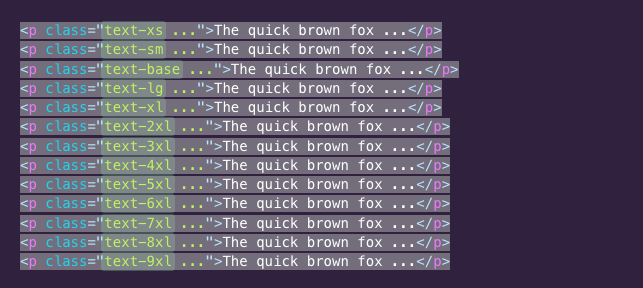 <p class="text-xs ...">The quick brown fox ...</p>
<p class="text-sm ...">The quick brown fox ...</p>
<p class="text-base ...">The quick brown fox ...</p>
<p class="text-lg ...">The quick brown fox ...</p>
<p class="text-xl ...">The quick brown fox ...</p>
<p class="text-2xl ...">The quick brown fox ...</p>
<p class="text-3xl ...">The quick brown fox ...</p>
<p class="text-4xl ...">The quick brown fox ...</p>
<p class="text-5xl ...">The quick brown fox ...</p>
<p class="text-6xl ...">The quick brown fox ...</p>
<p class="text-7xl ...">The quick brown fox ...</p>
<p class="text-8xl ...">The quick brown fox ...</p>
<p class="text-9xl ...">The quick brown fox ...</p>